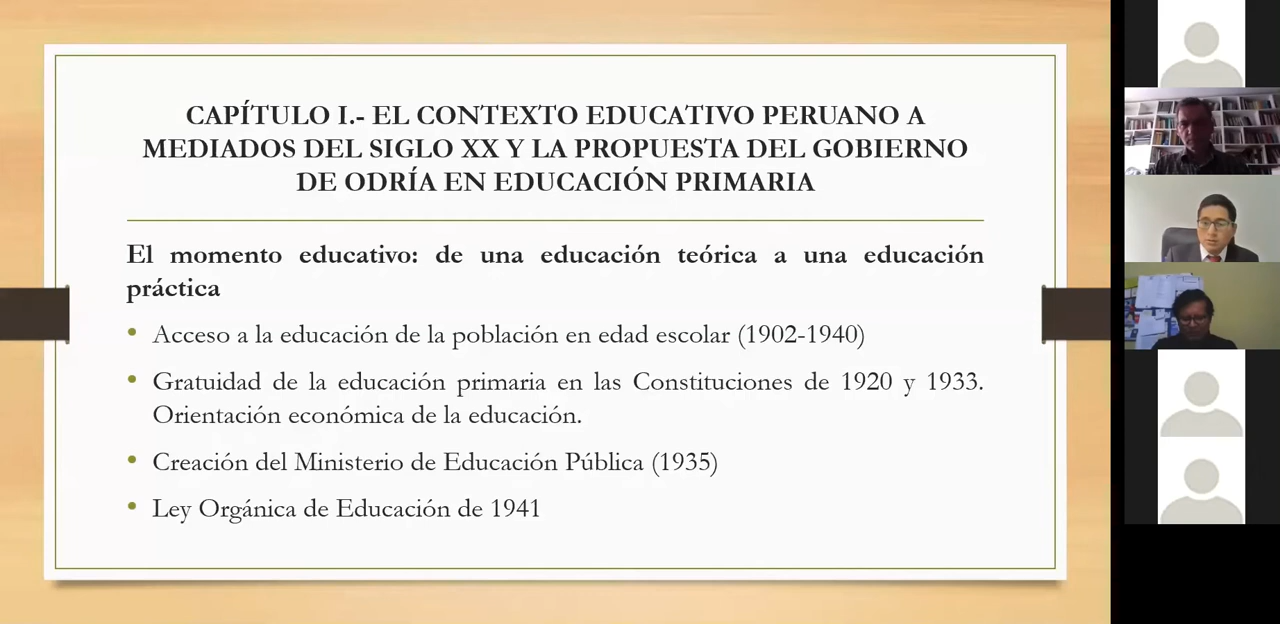 CAPÍTULO I.- EL CONTEXTO EDUCATIVO PERUANO A
MEDIADOS DEL SIGLO XX Y LA PROPUESTA DEL GOBIERNO
DE ODRÍA EN EDUCACIÓN PRIMARIA
El momento educativo: de una educación teórica a una educación
práctica
• Acceso a la educación de la población en edad escolar (1902-1940)
• Gratuidad de la educación primaria en las Constituciones de 1920 y 1933.
Orientación económica de la educación.
• Creación del Ministerio de Educación Pública (1935)
• Ley Orgánica de Educación de 1941